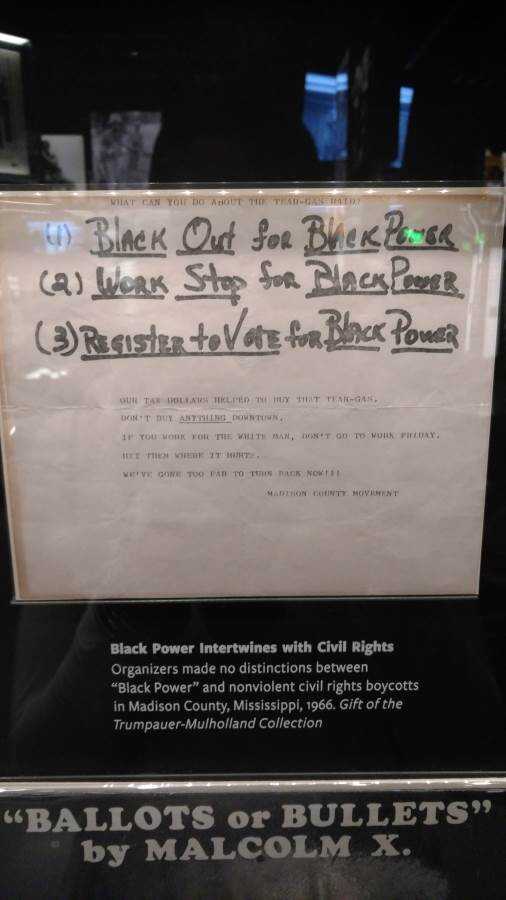 WHAT CAN YOU DO ABOUT THE TEAR-GAS RAID?
(1) Black Out for Black Power
(2) Work Stop for Black Power
(3) Register to Vote for Black Power
OUR TAX DOLLARS HELPED TO BUY THAT TEAR-GAS.
DON'T BUY ANYTHING DOWNTOWN.
IF YOU WORK FOR THE WHITE MAN, DON'T GO TO WORK FRIDAY.
HIT THEM WHERE IT HURTS.
WE'VE GONE TOO FAR TO TURN BACK NOW!!!
MADISON COUNTY MOVEMENT
Black Power Intertwines with Civil Rights
Organizers made no distinctions between
"Black Power" and nonviolent civil rights boycotts
in Madison County, Mississippi, 1966. Gift of the
Trumpauer-Mulholland Collection
"BALLOTS or BULLETS"
by MALCOLM X.